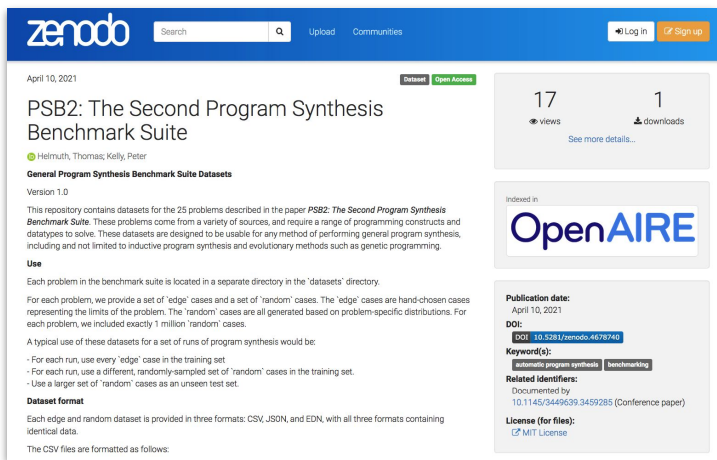 zenodo
Search
Upload
Communities
Log in
Sign up
April 10, 2021
Dataset
Open Access
PSB2: The Second Program Synthesis
Benchmark Suite
Helmuth, Thomas; Kelly, Peter
General Program Synthesis Benchmark Suite Datasets
Version 1.0
This repository contains datasets for the 25 problems described in the paper PSB2: The Second Program Synthesis
Benchmark Suite. These problems come from a variety of sources, and require a range of programming constructs and
datatypes to solve. These datasets are designed to be usable for any method of performing general program synthesis,
including and not limited to inductive program synthesis and evolutionary methods such as genetic programming.
Use
Each problem in the benchmark suite is located in a separate directory in the `datasets` directory.
For each problem, we provide a set of `edge` cases and a set of `random` cases. The `edge` cases are hand-chosen cases
representing the limits of the problem. The `random` cases are all generated based on problem-specific distributions. For
each problem, we included exactly 1 million `random` cases.
A typical use of these datasets for a set of runs of program synthesis would be:
- For each run, use every `edge` case in the training set
- For each run, use a different, randomly-sampled set of `random` cases in the training set.
- Use a larger set of `random` cases as an unseen test set.
Dataset format
Each edge and random dataset is provided in three formats: CSV, JSON, and EDN, with all three formats containing
identical data.
The CSV files are formatted as follows:
17
views
1
downloads
See more details...
Indexed in
OpenAIRE
Publication date:
April 10, 2021
DOI:
DOI 10.5281/zenodo.4678740
Keyword(s):
automatic program synthesis
benchmarking
Related identifiers:
Documented by
10.1145/3449639.3459285 (Conference paper)
License (for files):
MIT License